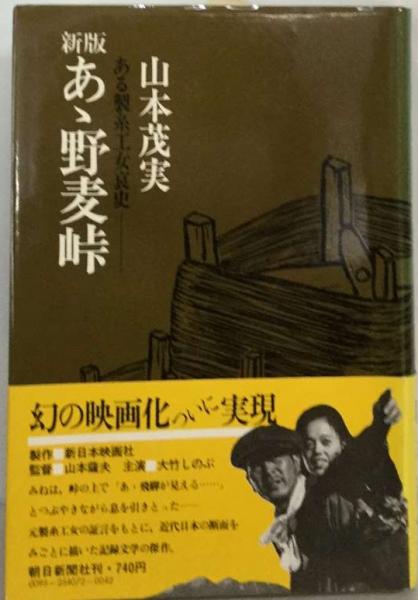 新版
あゝ野麦峠
ある製糸工女哀史
山本茂実
幻の映画化ついに実現
製作■新日本映画社
監督■山本薩夫 主演■大竹しのぶ
みねは、峠の上で「あ・飛騨が見える……」
とつぶやきながら息を引きとった――
元製糸工女の証言をもとに、近代日本の断面を
みごとに描いた記録文学の傑作。
朝日新聞社刊・740円
0095-254072-0042